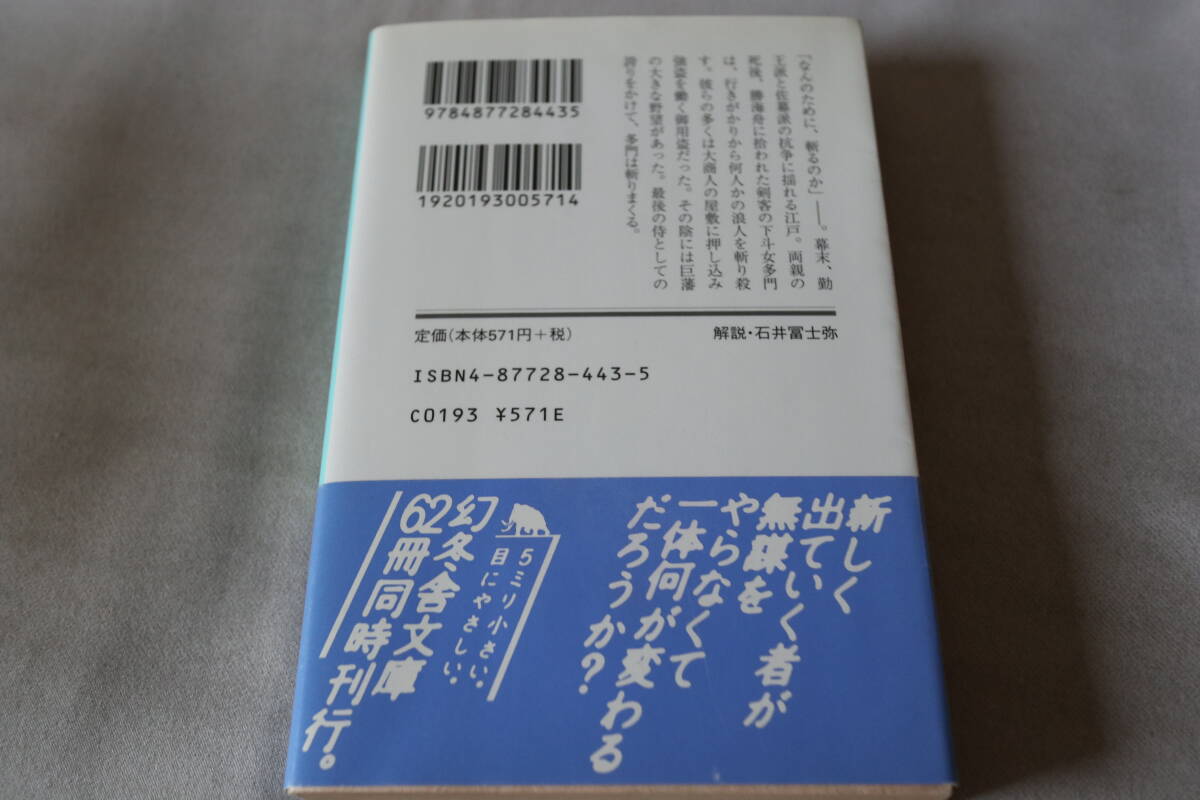 「なんのために、斬るのか」――。幕末、勤
王派と佐幕派の抗争に揺れる江戸。両親の
死後、勝海舟に拾われた剣客の下斗女多門
は、行きがかりから何人かの浪人を斬り殺
す。彼らの多くは大商人の屋敷に押し込み
強盗を働く御用盗だった。その陰には巨藩
の大きな野望があった。最後の侍としての
誇りをかけて、多門は斬りまくる。
9784877284435
1920193005714
定価(本体571円+税)
解説・石井冨士弥
ISBN4-87728-443-5
C0193 ¥571E
新しく
出ていく者が
無謀を
やらなくて
一体何が変わる
だろうか?
5ミリ小さい。
目にやさしい。
幻冬舎文庫
62冊同時刊行。